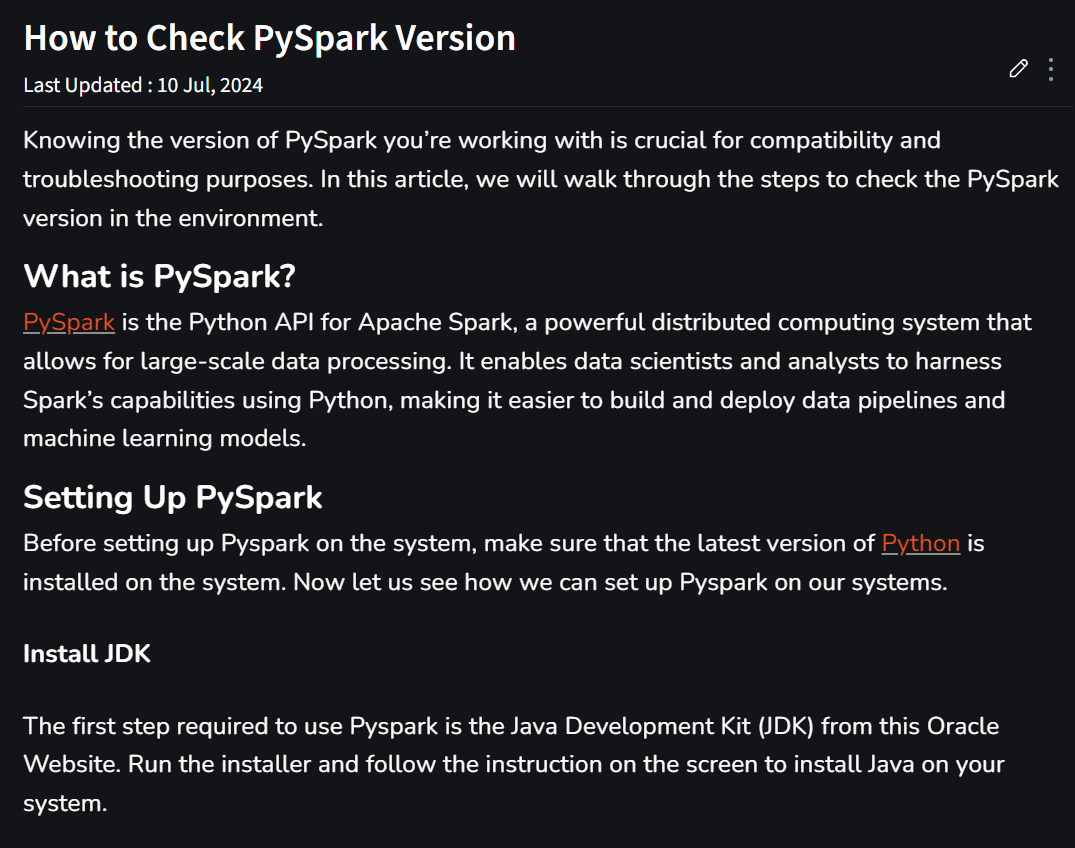 How to Check PySpark Version
Last Updated : 10 Jul, 2024
Knowing the version of PySpark you’re working with is crucial for compatibility and
troubleshooting purposes. In this article, we will walk through the steps to check the PySpark
version in the environment.
What is PySpark?
PySpark is the Python API for Apache Spark, a powerful distributed computing system that
allows for large-scale data processing. It enables data scientists and analysts to harness
Spark’s capabilities using Python, making it easier to build and deploy data pipelines and
machine learning models.
Setting Up PySpark
Before setting up Pyspark on the system, make sure that the latest version of Python is
installed on the system. Now let us see how we can set up Pyspark on our systems.
Install JDK
The first step required to use Pyspark is the Java Development Kit (JDK) from this Oracle
Website. Run the installer and follow the instruction on the screen to install Java on your
system.